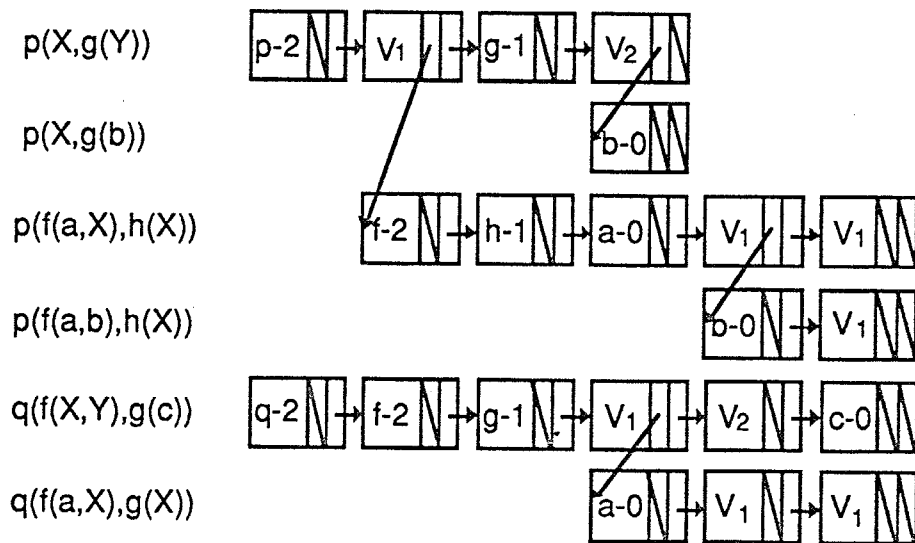 p(X,g(Y)) p-2 V1 g-1 V2
p(X,g(b)) b-0
p(f(a,X),h(X)) f-2 h-1 a-0 V1 V1
p(f(a,b),h(X)) b-0 V1
q(f(X,Y),g(c)) q-2 f-2 g-1 V1 V2 c-0
q(f(a,X),g(X)) a-0 V1 V1